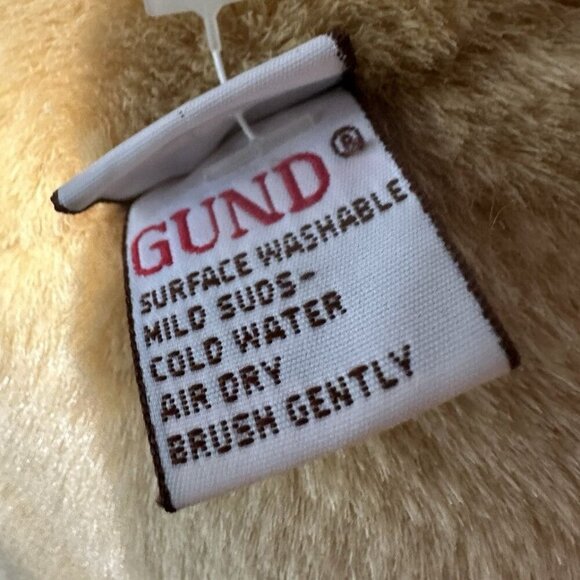 GUND®
SURFACE WASHABLE
MILD SUDS-
COLD WATER
AIR DRY
BRUSH GENTLY